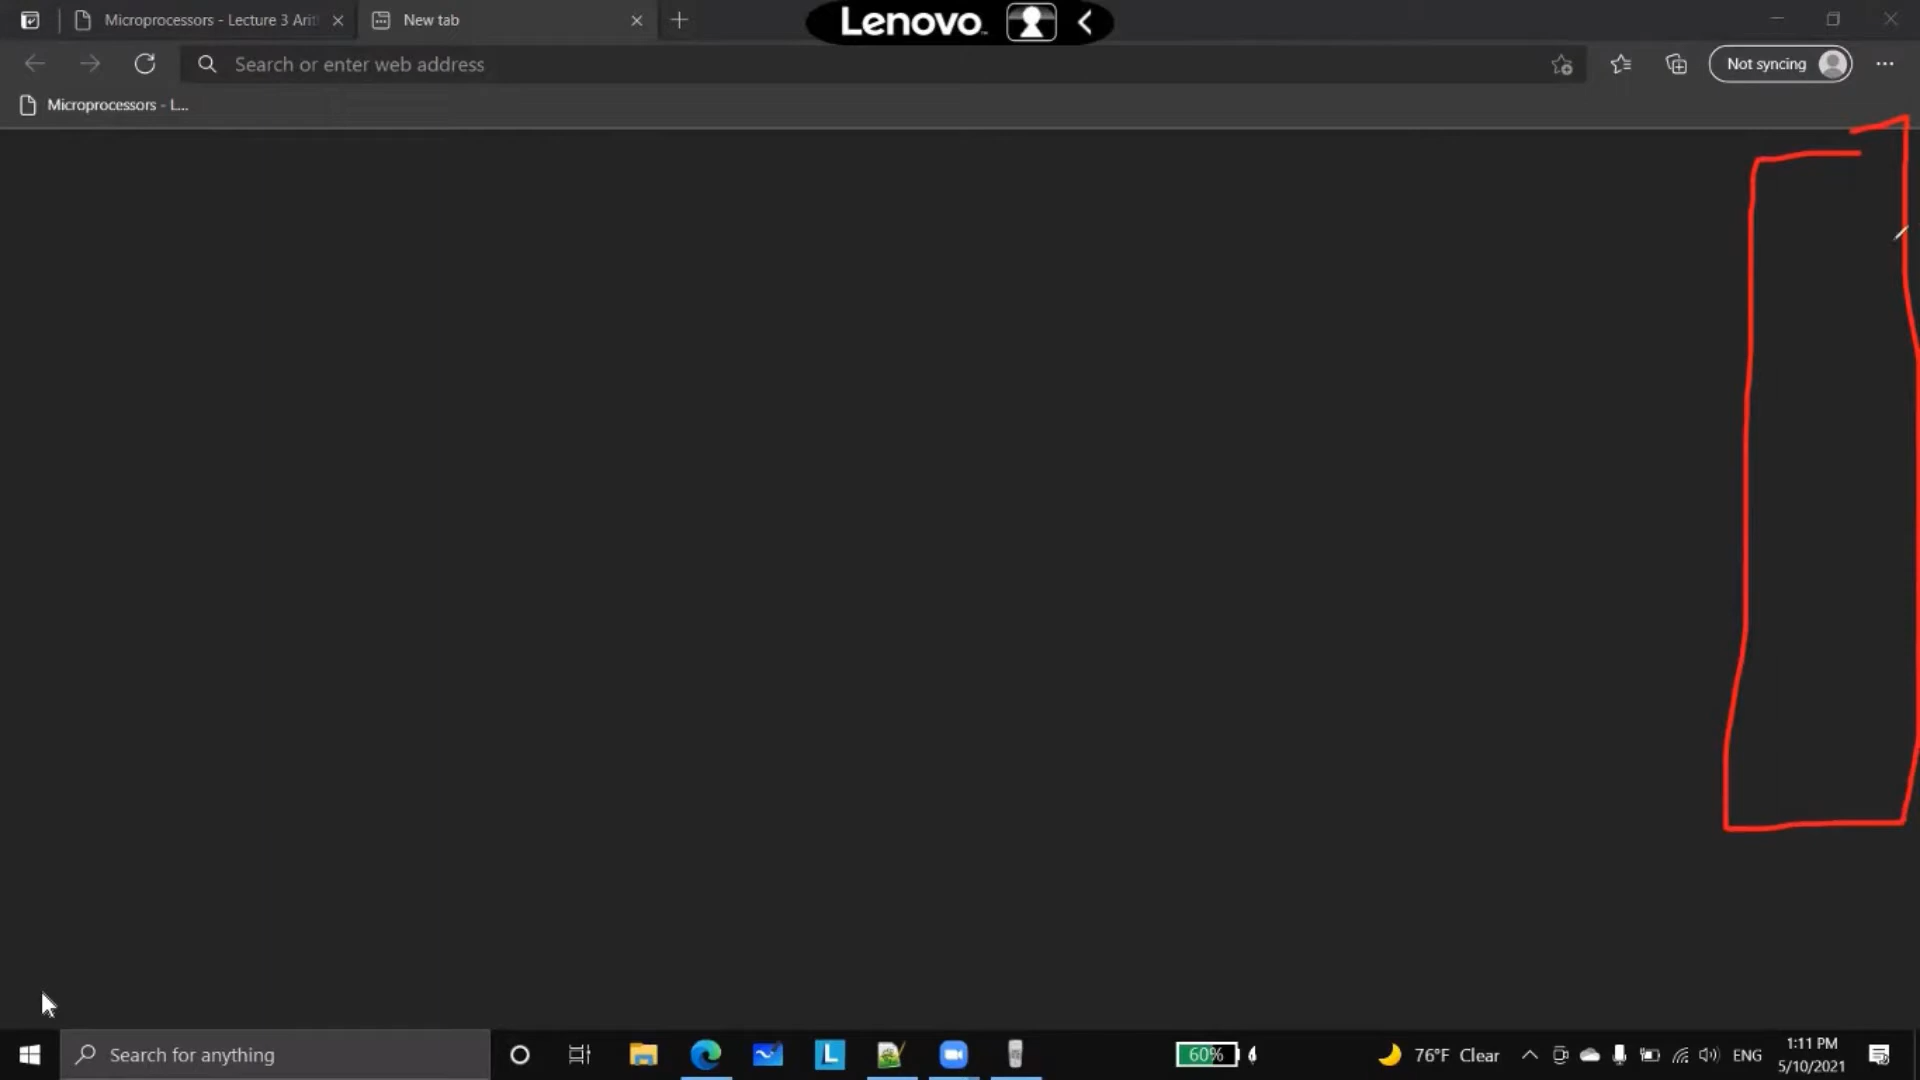 Microprocessors - Lecture 3 Arit
New tab
Lenovo
Search or enter web address
Not syncing
Microprocessors - L...
Search for anything
L
60%
76°F Clear
ENG
1:11 PM
5/10/2021